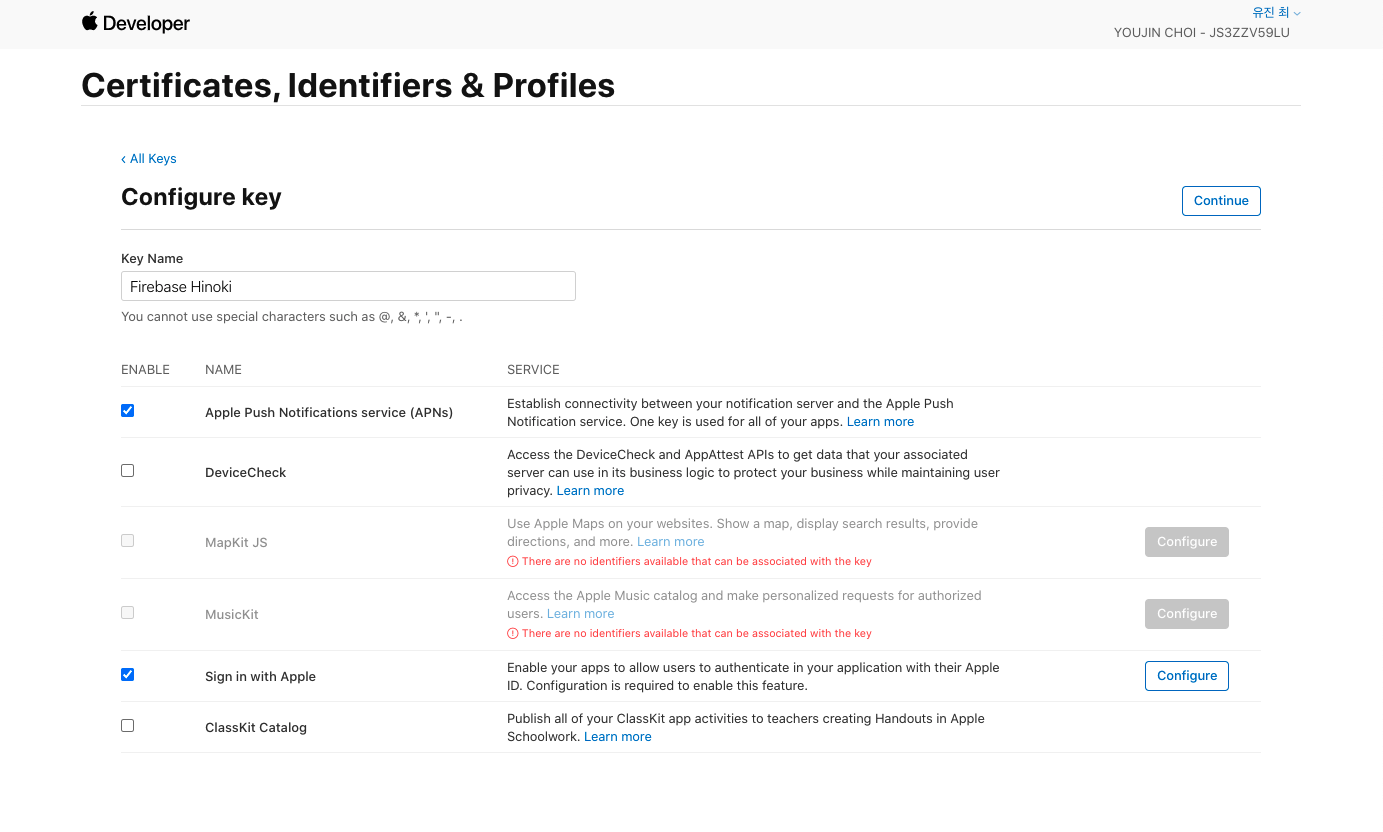 Developer
유진 최
YOUJIN CHOI - JS3ZZV59LU
Certificates, Identifiers & Profiles
‹ All Keys
Configure key
Continue
Key Name
Firebase Hinoki
You cannot use special characters such as @, &, *, ', ", -, .
ENABLE NAME SERVICE
Apple Push Notifications service (APNs)
Establish connectivity between your notification server and the Apple Push
Notification service. One key is used for all of your apps. Learn more
DeviceCheck
Access the DeviceCheck and AppAttest APIs to get data that your associated
server can use in its business logic to protect your business while maintaining user
privacy. Learn more
MapKit JS
Use Apple Maps on your websites. Show a map, display search results, provide
directions, and more. Learn more
There are no identifiers available that can be associated with the key
Configure
MusicKit
Access the Apple Music catalog and make personalized requests for authorized
users. Learn more
There are no identifiers available that can be associated with the key
Configure
Sign in with Apple
Enable your apps to allow users to authenticate in your application with their Apple
ID. Configuration is required to enable this feature.
Configure
ClassKit Catalog
Publish all of your ClassKit app activities to teachers creating Handouts in Apple
Schoolwork. Learn more